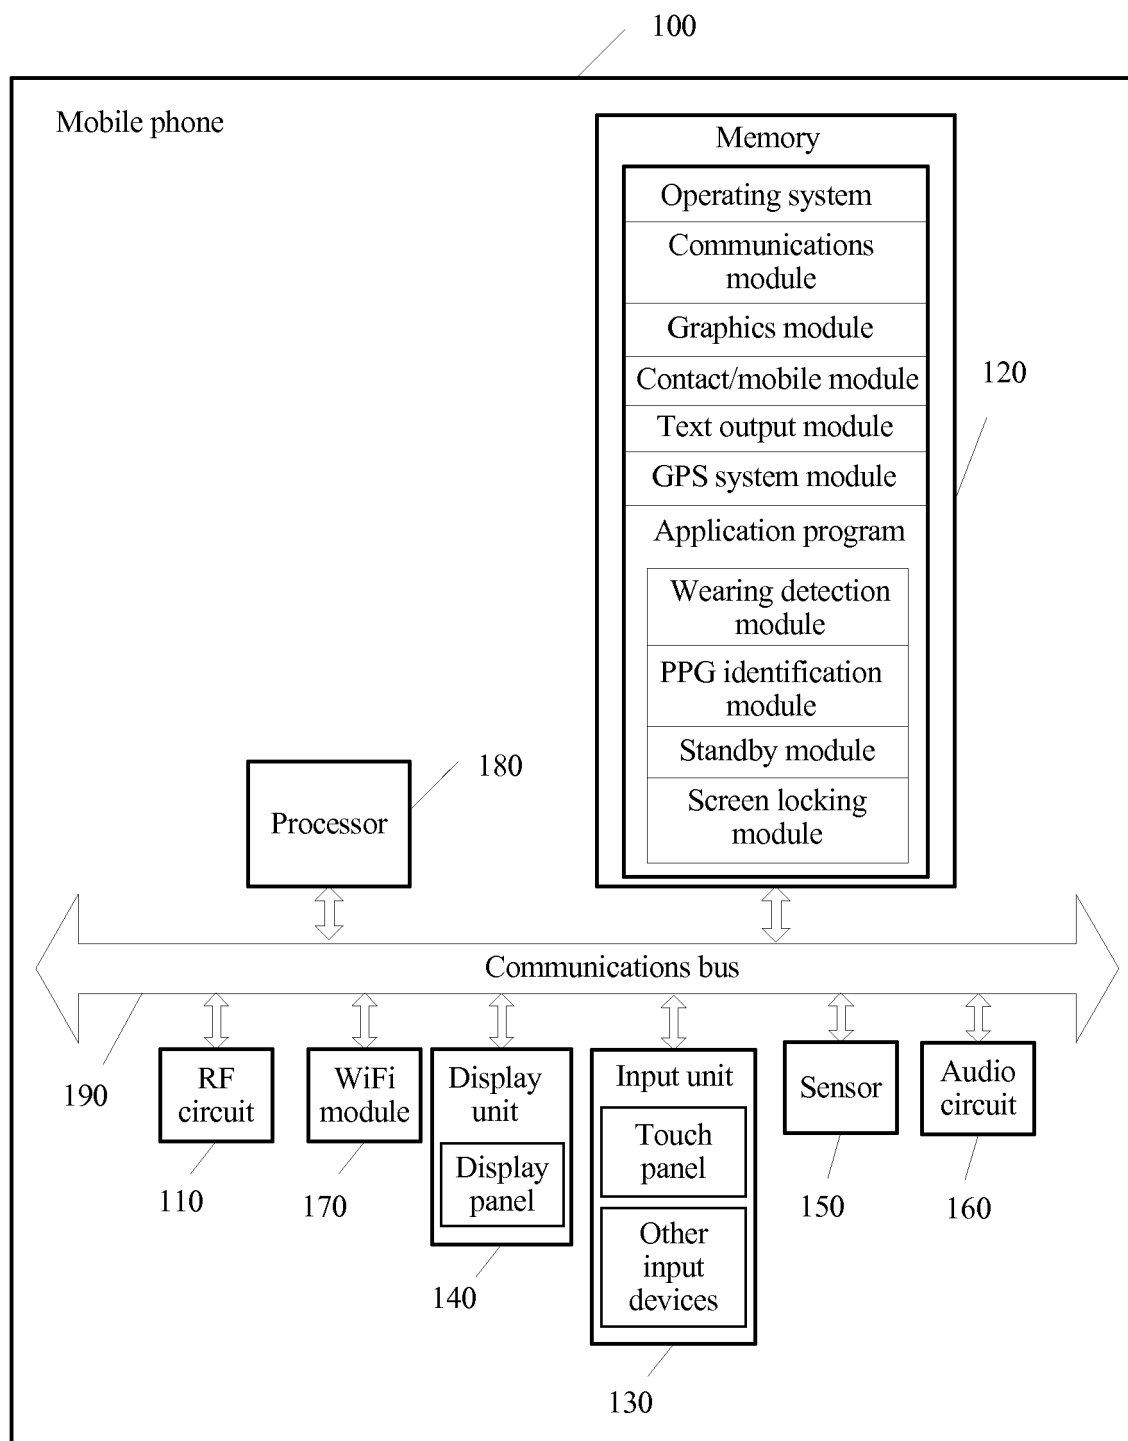 100
Mobile phone
Memory
Operating system
Communications
module
Graphics module
Contact/mobile module
120
Text output module
GPS system module
Application program
Wearing detection
module
PPG identification
module
Standby module
Screen locking
module
180
Processor
Communications bus
190
RF
circuit
110
WiFi
module
170
Display
unit
Display
panel
140
Input unit
Touch
panel
Other
input
devices
130
Sensor
150
Audio
circuit
160